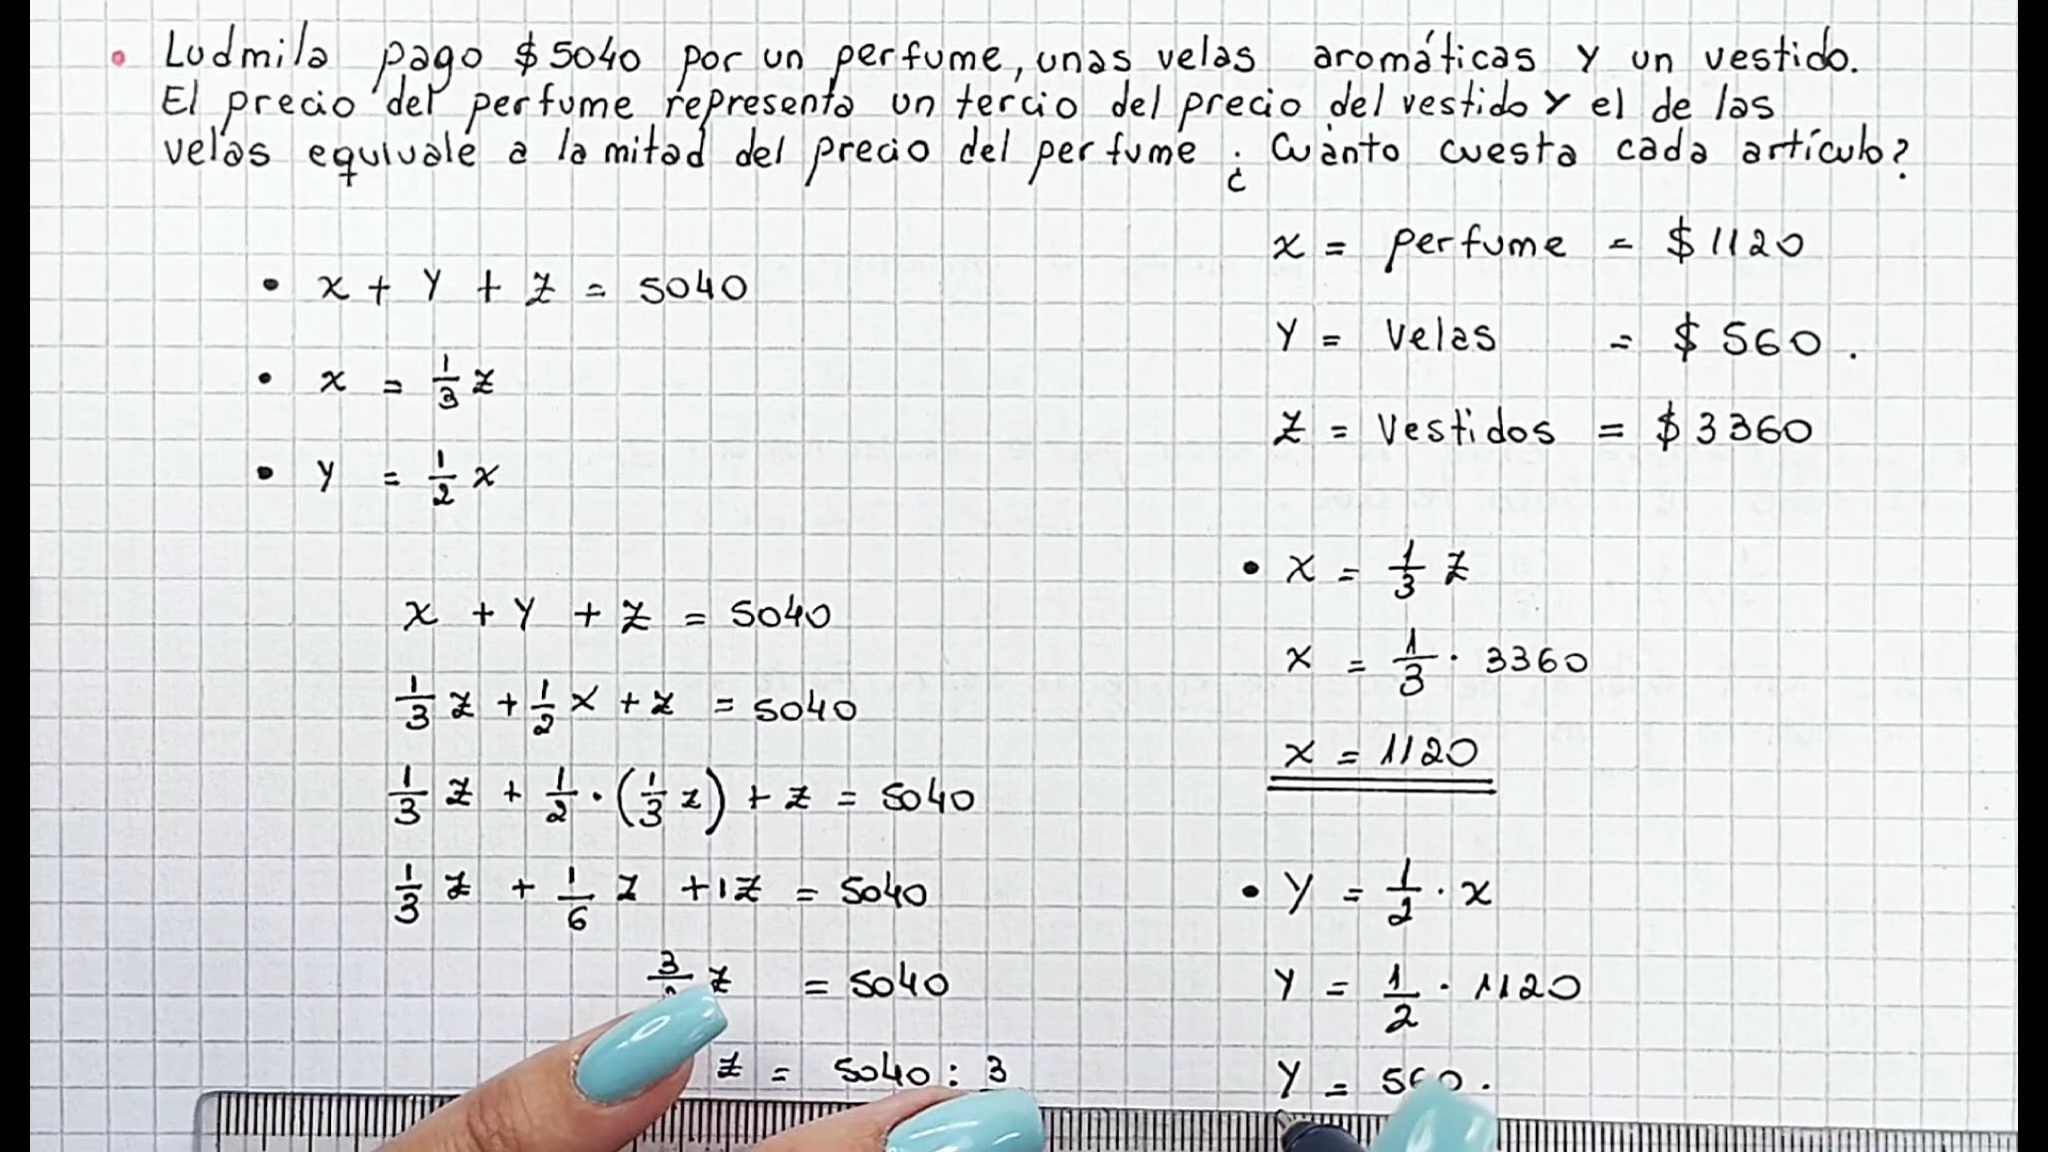 • Ludmila pago $5040 por un perfume, unas velas aromáticas y un vestido.
El precio del perfume representa un tercio del precio del vestido y el de las
velas equivale a la mitad del precio del perfume ¿ Cuánto cuesta cada artículo?
• x + y + z = 5040
• x = 1/3 z
• y = 1/2 x
x + y + z = 5040
1/3 z + 1/2 x + z = 5040
1/3 z + 1/2 · (1/3 z) + z = 5040
1/3 z + 1/6 z + 1z = 5040
3/ z = 5040
z = 5040 : 3
x = perfume = $1120
y = velas = $560.
z = vestidos = $3360
• x = 1/3 z
x = 1/3 · 3360
x = 1120
• y = 1/2 · x
y = 1/2 · 1120
y = 560.